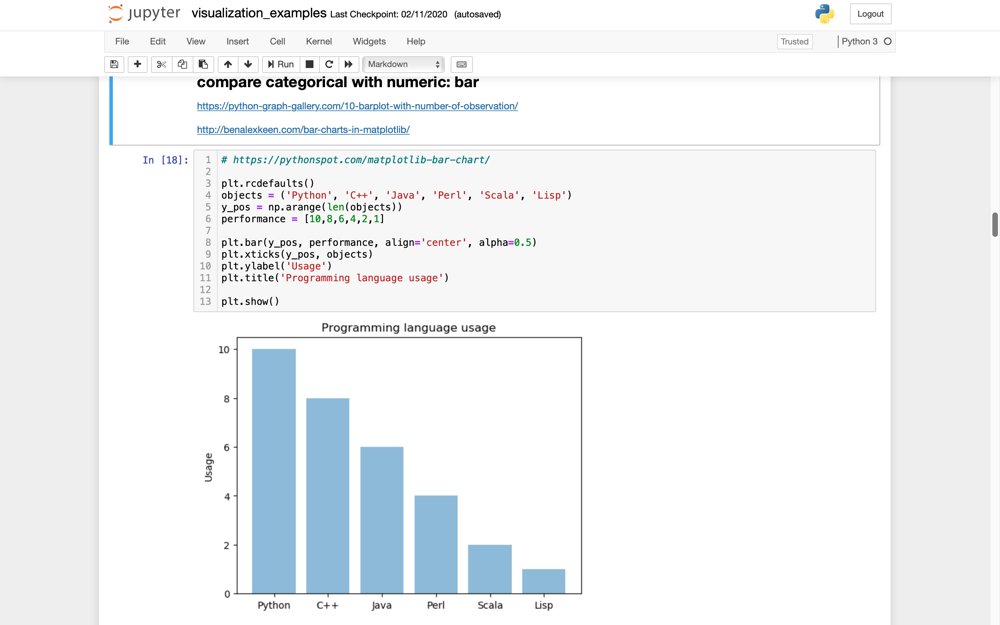 jupyter visualization_examples Last Checkpoint: 02/11/2020 (autosaved) Logout
File Edit View Insert Cell Kernel Widgets Help Trusted Python 3
Run Markdown
compare categorical with numeric: bar
https://python-graph-gallery.com/10-barplot-with-number-of-observation/
http://benalexkeen.com/bar-charts-in-matplotlib/
In [18]:
1 # https://pythonspot.com/matplotlib-bar-chart/
2
3 plt.rcdefaults()
4 objects = ('Python', 'C++', 'Java', 'Perl', 'Scala', 'Lisp')
5 y_pos = np.arange(len(objects))
6 performance = [10,8,6,4,2,1]
7
8 plt.bar(y_pos, performance, align='center', alpha=0.5)
9 plt.xticks(y_pos, objects)
10 plt.ylabel('Usage')
11 plt.title('Programming language usage')
12
13 plt.show()
Programming language usage
10
8
6
4
2
0
Usage
Python C++ Java Perl Scala Lisp